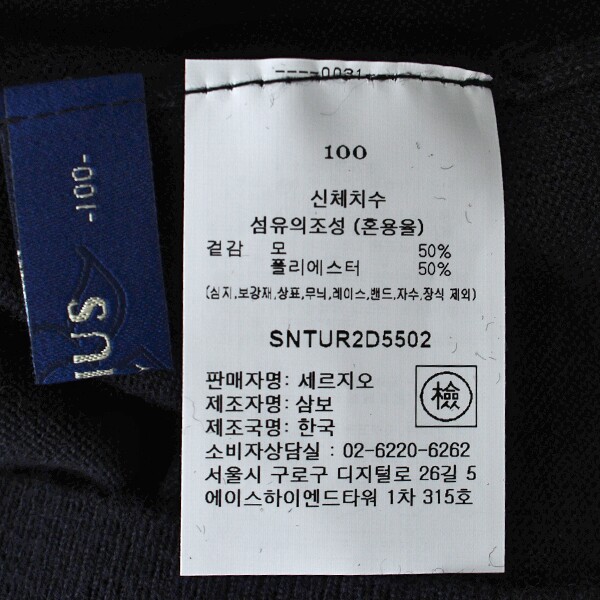 -100-
IUS
----0031
100
신체치수
섬유의조성 (혼용율)
겉감 모 50%
폴리에스터 50%
(심지,보강재,상표,무늬,레이스,밴드,자수,장식 제외)
SNTUR2D5502
판매자명: 세르지오
檢
제조자명: 삼보
제조국명: 한국
소비자상담실 : 02-6220-6262
서울시 구로구 디지털로 26길 5
에이스하이엔드타워 1차 315호